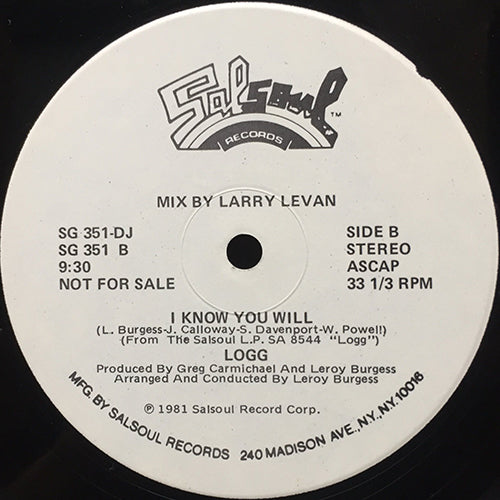 Salsoul
RECORDS TM
MIX BY LARRY LEVAN
SG 351-DJ
SG 351 B
9:30
NOT FOR SALE
SIDE B
STEREO
ASCAP
33 1/3 RPM
I KNOW YOU WILL
(L. Burgess-J. Calloway-S. Davenport-W. Powell)
(From The Salsoul L.P. SA 8544 "Logg")
LOGG
Produced By Greg Carmichael And Leroy Burgess
Arranged And Conducted By Leroy Burgess
℗ 1981 Salsoul Record Corp.
MFG. BY SALSOUL RECORDS 240 MADISON AVE., NY., NY. 10016